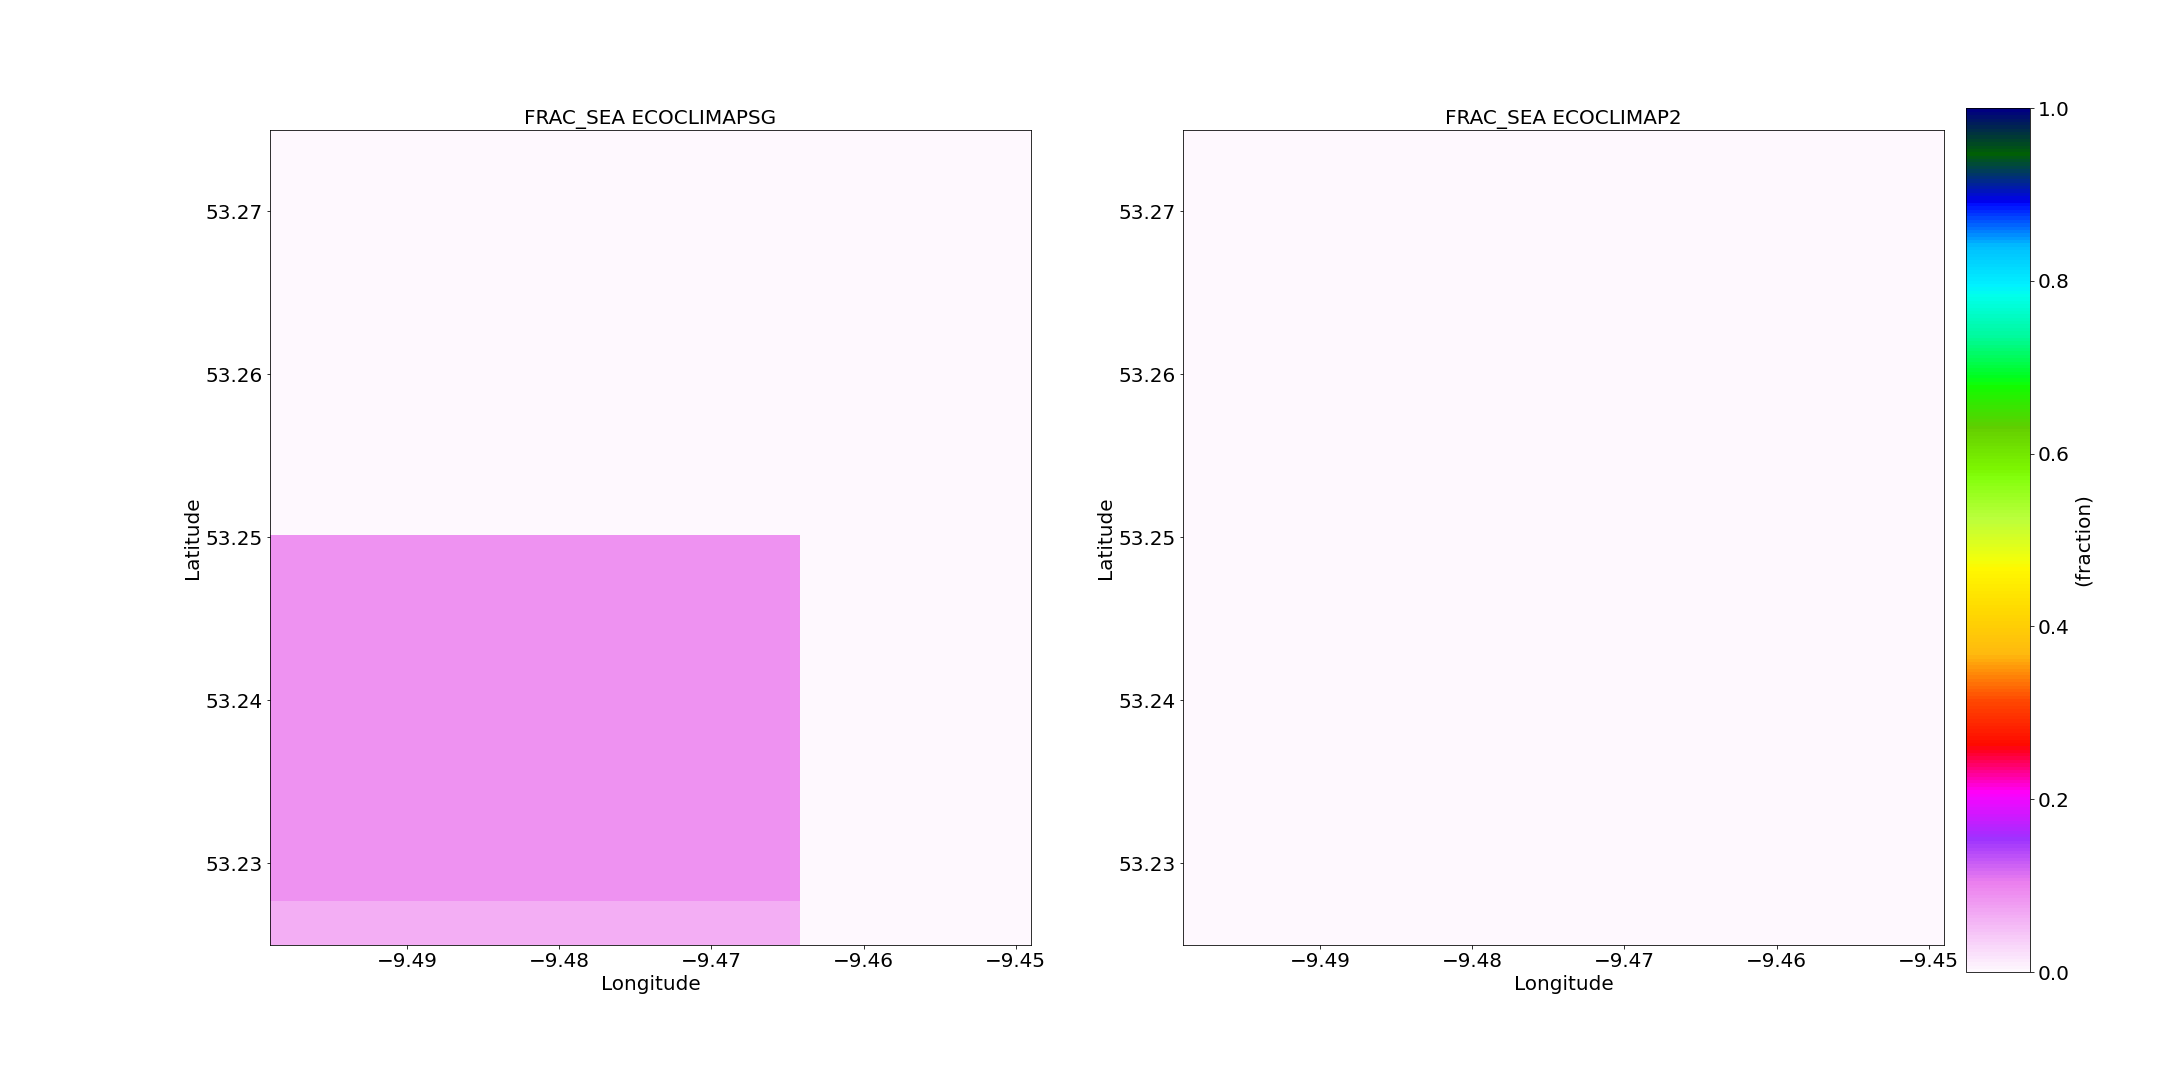 FRAC_SEA ECOCLIMAPSG
53.27
53.26
53.25
53.24
53.23
Latitude
−9.49 −9.48 −9.47 −9.46 −9.45
Longitude
FRAC_SEA ECOCLIMAP2
53.27
53.26
53.25
53.24
53.23
Latitude
−9.49 −9.48 −9.47 −9.46 −9.45
Longitude
1.0
0.8
0.6
0.4
0.2
0.0
(fraction)